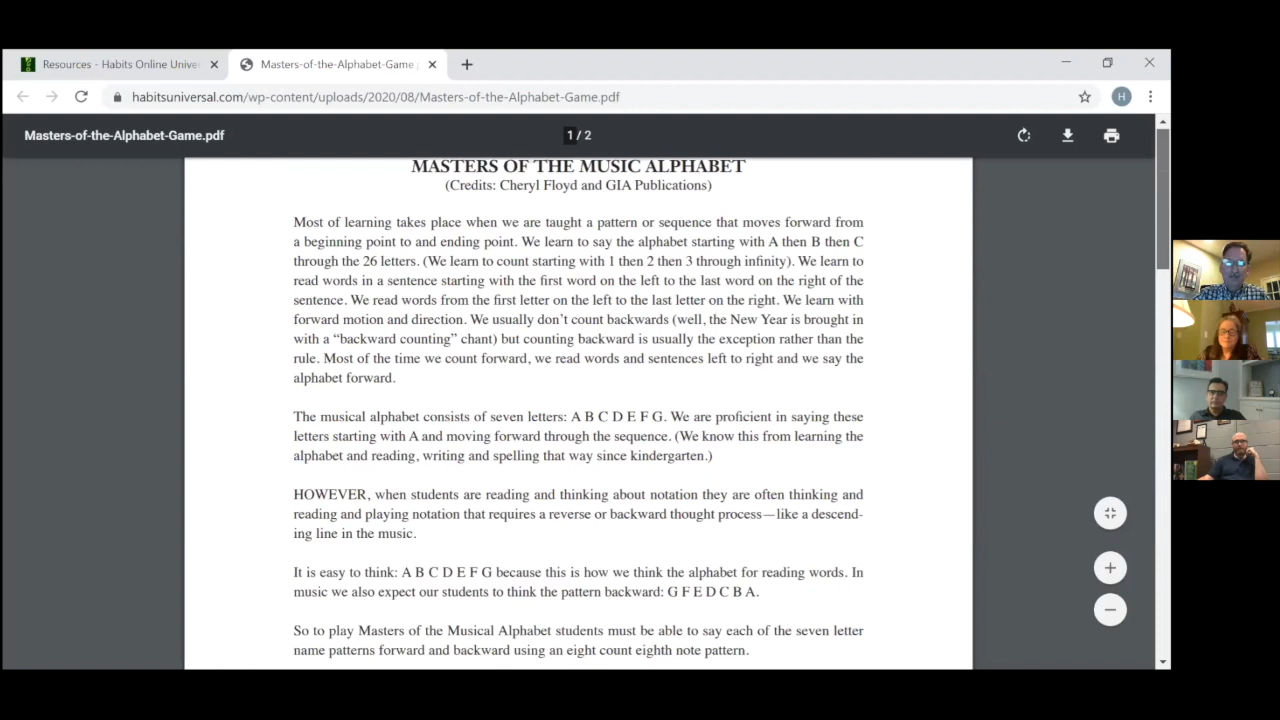 Resources - Habits Online Unive
Masters-of-the-Alphabet-Game
habitsuniversal.com/wp-content/uploads/2020/08/Masters-of-the-Alphabet-Game.pdf
H
Masters-of-the-Alphabet-Game.pdf
1 / 2
MASTERS OF THE MUSIC ALPHABET
(Credits: Cheryl Floyd and GIA Publications)
Most of learning takes place when we are taught a pattern or sequence that moves forward from
a beginning point to and ending point. We learn to say the alphabet starting with A then B then C
through the 26 letters. (We learn to count starting with 1 then 2 then 3 through infinity). We learn to
read words in a sentence starting with the first word on the left to the last word on the right of the
sentence. We read words from the first letter on the left to the last letter on the right. We learn with
forward motion and direction. We usually don’t count backwards (well, the New Year is brought in
with a “backward counting” chant) but counting backward is usually the exception rather than the
rule. Most of the time we count forward, we read words and sentences left to right and we say the
alphabet forward.
The musical alphabet consists of seven letters: A B C D E F G. We are proficient in saying these
letters starting with A and moving forward through the sequence. (We know this from learning the
alphabet and reading, writing and spelling that way since kindergarten.)
HOWEVER, when students are reading and thinking about notation they are often thinking and
reading and playing notation that requires a reverse or backward thought process—like a descend-
ing line in the music.
It is easy to think: A B C D E F G because this is how we think the alphabet for reading words. In
music we also expect our students to think the pattern backward: G F E D C B A.
So to play Masters of the Musical Alphabet students must be able to say each of the seven letter
name patterns forward and backward using an eight count eighth note pattern.